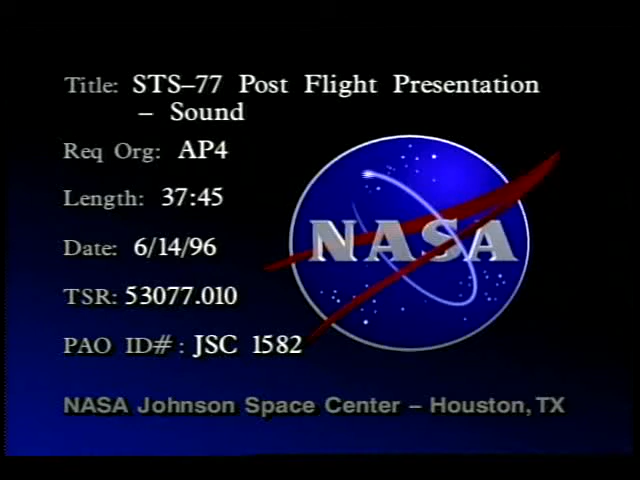 Title: STS-77 Post Flight Presentation
- Sound
Req Org: AP4
Length: 37:45
NASA
Date: 6/14/96
TSR: 53077.010
PAO ID#: JSC 1582
NASA Johnson Space Center - Houston, TX